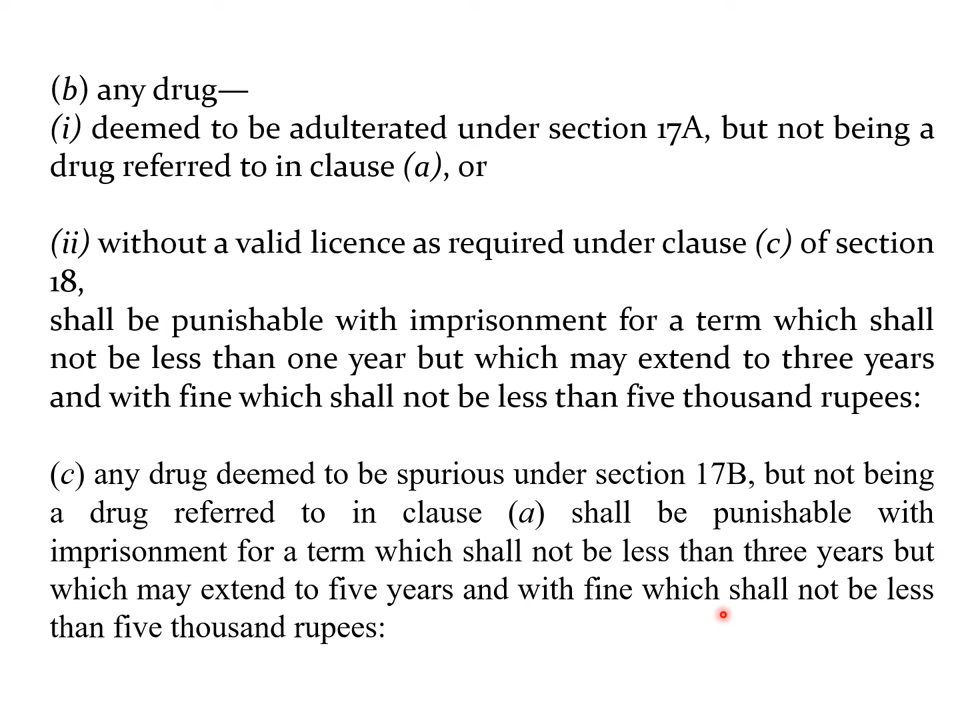 (b) any drug—
(i) deemed to be adulterated under section 17A, but not being a
drug referred to in clause (a), or
(ii) without a valid licence as required under clause (c) of section
18,
shall be punishable with imprisonment for a term which shall
not be less than one year but which may extend to three years
and with fine which shall not be less than five thousand rupees:
(c) any drug deemed to be spurious under section 17B, but not being
a drug referred to in clause (a) shall be punishable with
imprisonment for a term which shall not be less than three years but
which may extend to five years and with fine which shall not be less
than five thousand rupees: